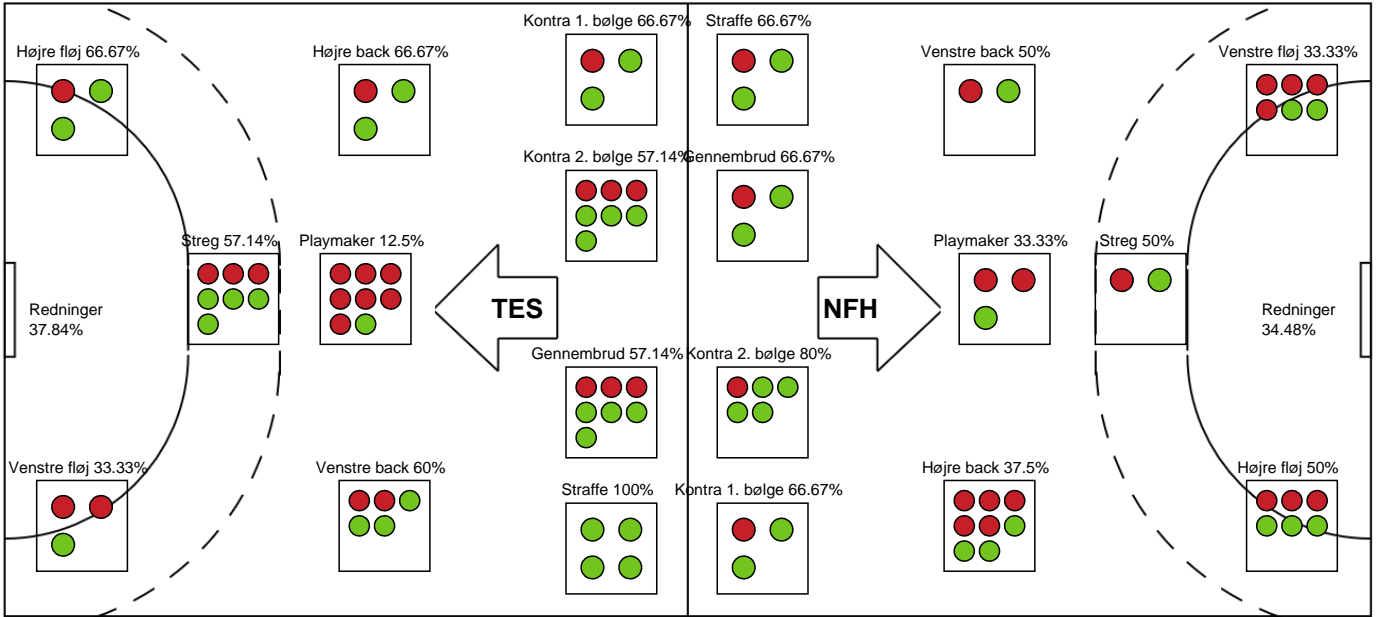 Kontra 1. bølge 66.67%
Straffe 66.67%
Højre fløj 66.67%
Højre back 66.67%
Venstre back 50%
Venstre fløj 33.33%
Kontra 2. bølge 57.14%
Gennembrud 66.67%
Streg 57.14%
Playmaker 12.5%
Playmaker 33.33%
Streg 50%
Redninger
37.84%
TES
NFH
Redninger
34.48%
Gennembrud 57.14%
Kontra 2. bølge 80%
Venstre fløj 33.33%
Venstre back 60%
Straffe 100%
Kontra 1. bølge 66.67%
Højre back 37.5%
Højre fløj 50%